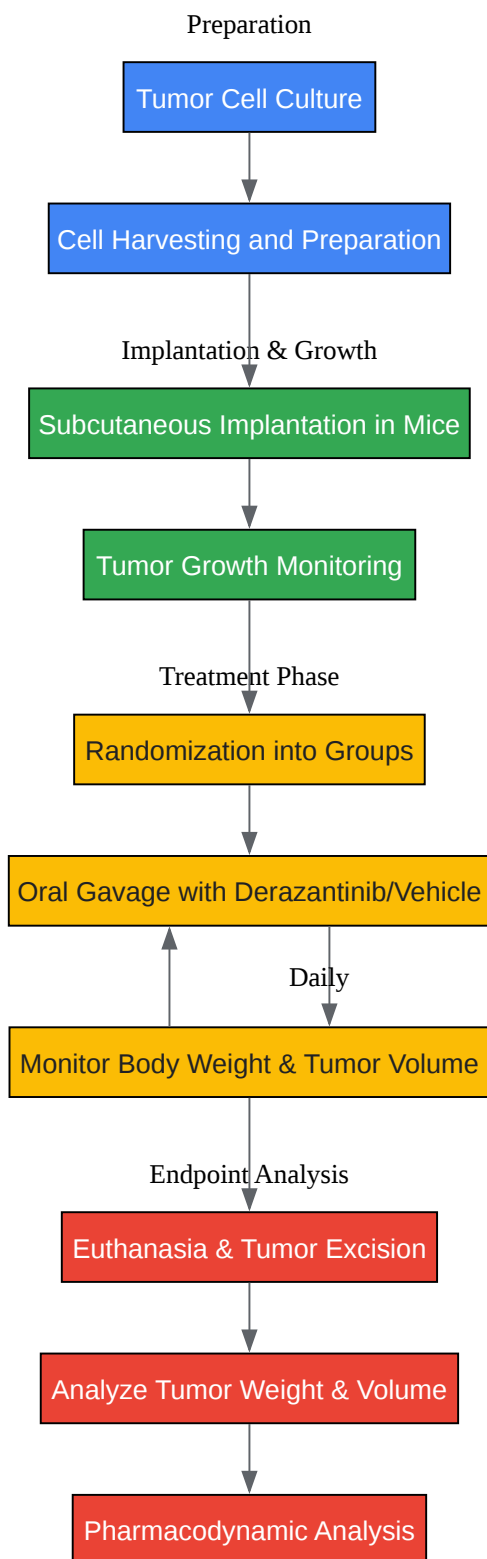 Preparation
Tumor Cell Culture
Cell Harvesting and Preparation
Implantation & Growth
Subcutaneous Implantation in Mice
Tumor Growth Monitoring
Treatment Phase
Randomization into Groups
Oral Gavage with Derazantinib/Vehicle
Daily
Monitor Body Weight & Tumor Volume
Endpoint Analysis
Euthanasia & Tumor Excision
Analyze Tumor Weight & Volume
Pharmacodynamic Analysis